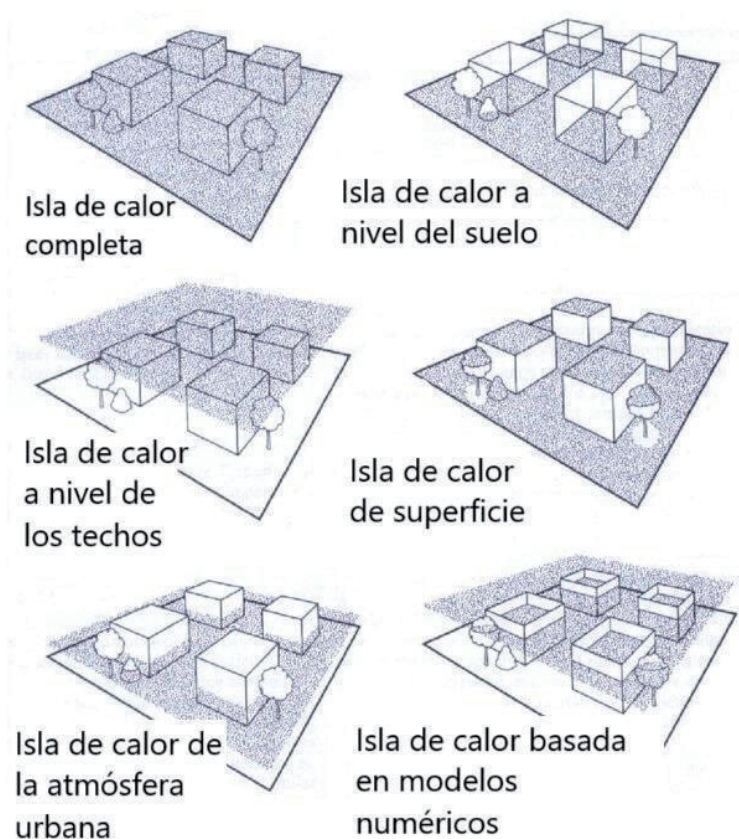 Isla de calor
completa
Isla de calor a
nivel del suelo
Isla de calor
a nivel de
los techos
Isla de calor
de superficie
Isla de calor de
la atmósfera
urbana
Isla de calor basada
en modelos
numéricos